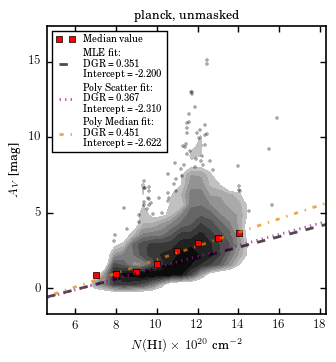 planck, unmasked
Median value
MLE fit:
DGR = 0.351
Intercept = -2.200
Poly Scatter fit:
DGR = 0.367
Intercept = -2.310
Poly Median fit:
DGR = 0.451
Intercept = -2.622
15
10
5
0
A_V [mag]
6 8 10 12 14 16 18
N(HI) × 10²⁰ cm⁻²